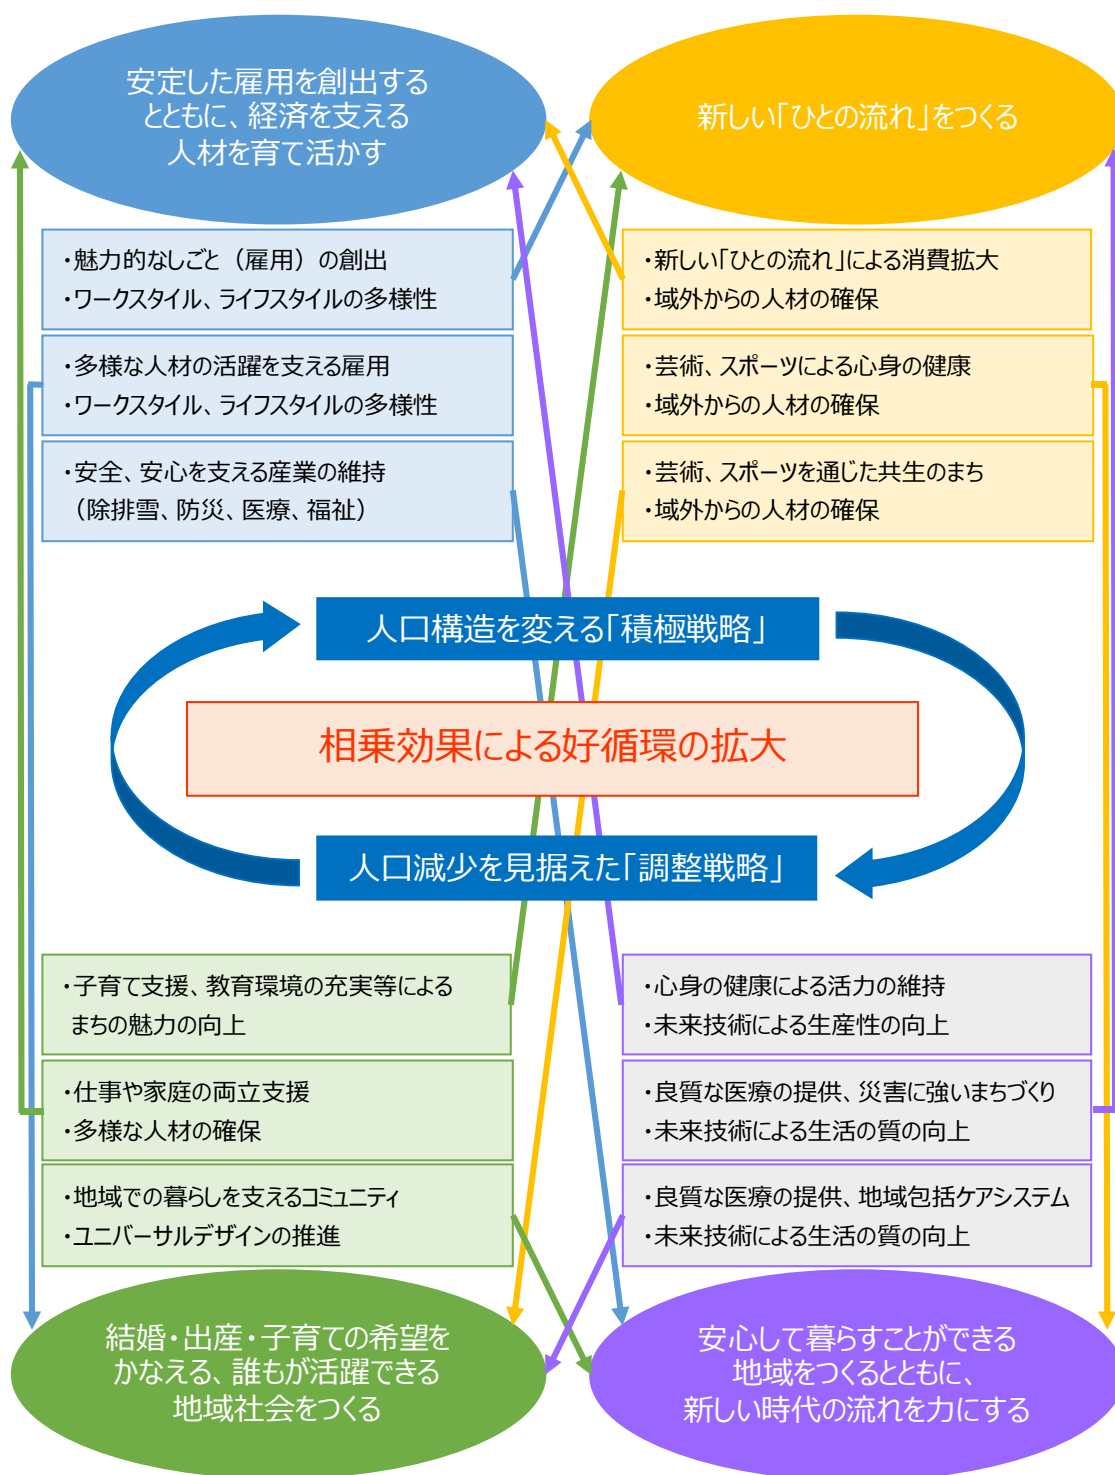 安定した雇用を創出する
とともに、経済を支える
人材を育て活かす
新しい「ひとの流れ」をつくる
・魅力的なしごと（雇用）の創出
・ワークスタイル、ライフスタイルの多様性
・多様な人材の活躍を支える雇用
・ワークスタイル、ライフスタイルの多様性
・安全、安心を支える産業の維持
（除排雪、防災、医療、福祉）
・新しい「ひとの流れ」による消費拡大
・域外からの人材の確保
・芸術、スポーツによる心身の健康
・域外からの人材の確保
・芸術、スポーツを通じた共生のまち
・域外からの人材の確保
人口構造を変える「積極戦略」
相乗効果による好循環の拡大
人口減少を見据えた「調整戦略」
・子育て支援、教育環境の充実等による
まちの魅力の向上
・仕事や家庭の両立支援
・多様な人材の確保
・地域での暮らしを支えるコミュニティ
・ユニバーサルデザインの推進
・心身の健康による活力の維持
・未来技術による生産性の向上
・良質な医療の提供、災害に強いまちづくり
・未来技術による生活の質の向上
・良質な医療の提供、地域包括ケアシステム
・未来技術による生活の質の向上
結婚・出産・子育ての希望を
かなえる、誰もが活躍できる
地域社会をつくる
安心して暮らすことができる
地域をつくるとともに、
新しい時代の流れを力にする